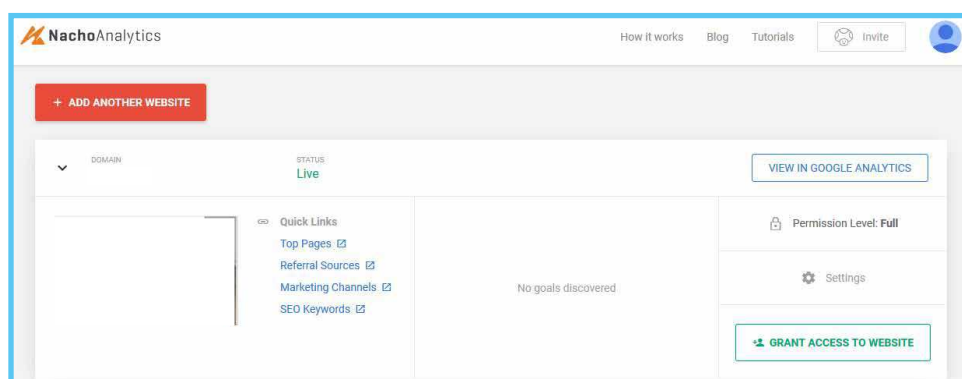 NachoAnalytics How it works Blog Tutorials Invite
+ ADD ANOTHER WEBSITE
DOMAIN STATUS
Live
VIEW IN GOOGLE ANALYTICS
Quick Links
Top Pages
Referral Sources
Marketing Channels
SEO Keywords
No goals discovered
Permission Level: Full
Settings
GRANT ACCESS TO WEBSITE